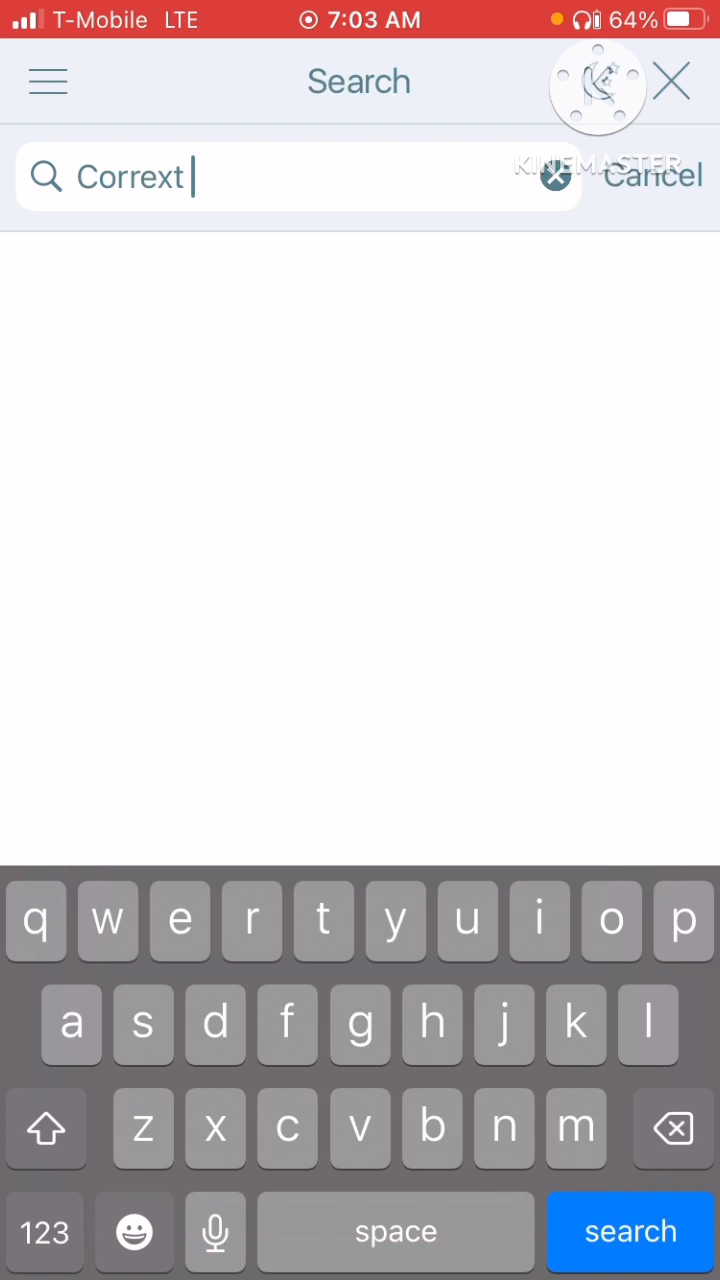 T-Mobile LTE 7:03 AM 64%
Search
KINEMASTER
Corrext Cancel
q w e r t y u i o p
a s d f g h j k l
z x c v b n m
123 space search